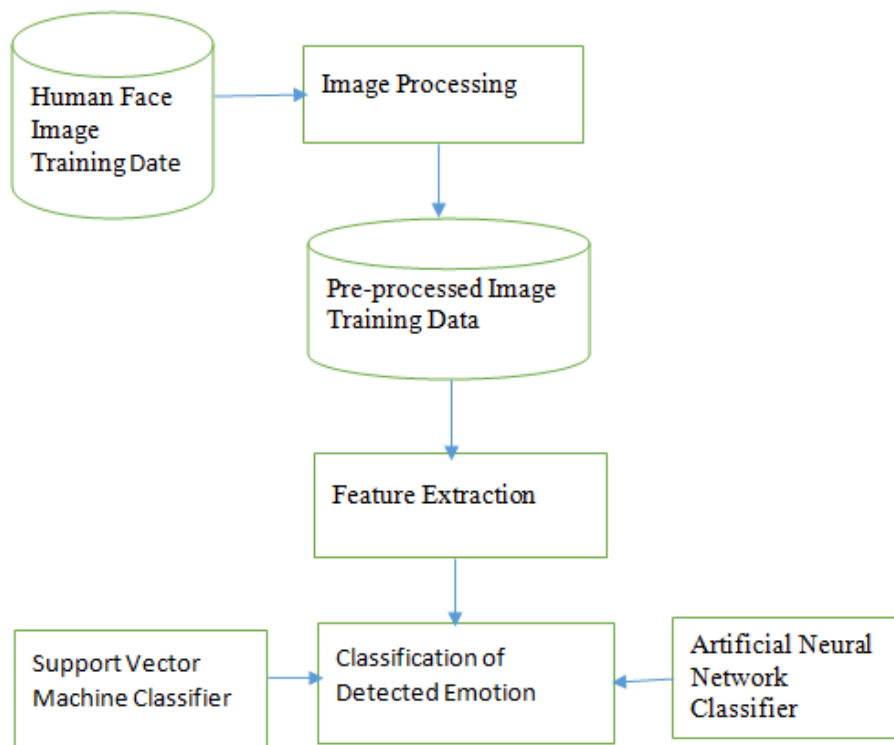 Human Face
Image
Training Date
Image Processing
Pre-processed Image
Training Data
Feature Extraction
Support Vector
Machine Classifier
Classification of
Detected Emotion
Artificial Neural
Network
Classifier